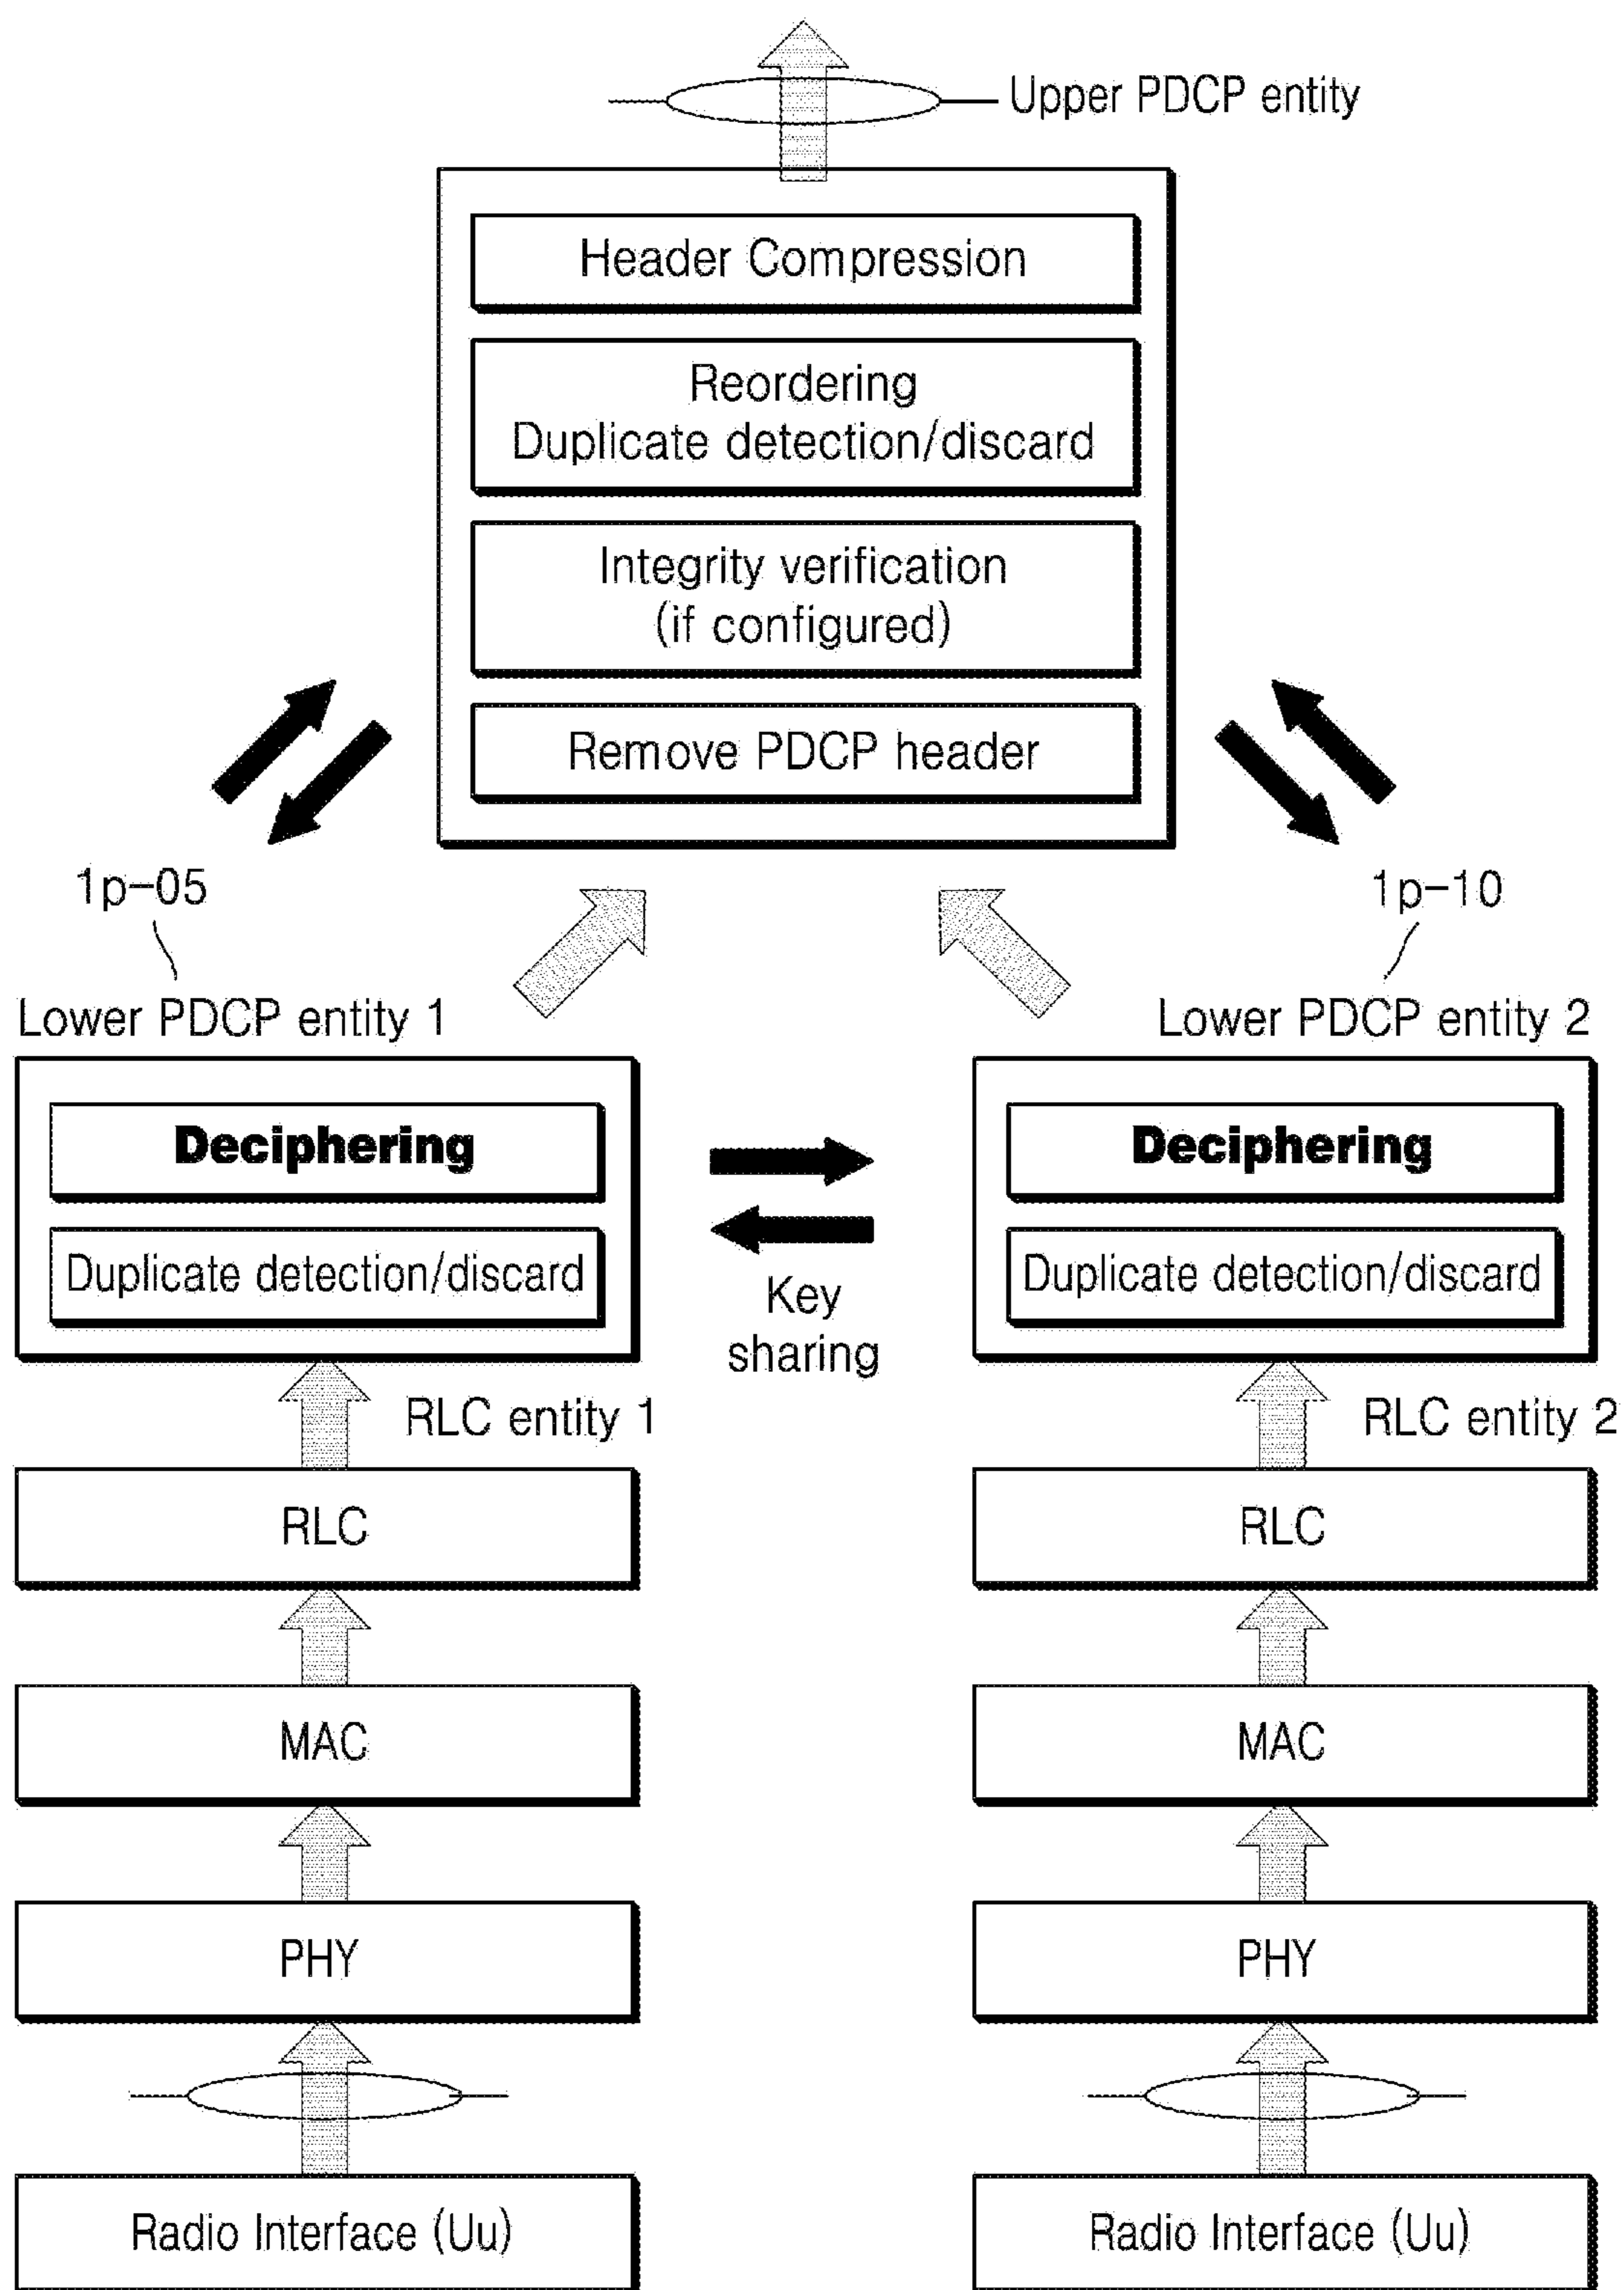 Upper PDCP entity
Header Compression
Reordering
Duplicate detection/discard
Integrity verification
(if configured)
Remove PDCP header
1p-05
1p-10
Lower PDCP entity 1
Lower PDCP entity 2
Deciphering
Deciphering
Duplicate detection/discard
Duplicate detection/discard
Key
sharing
RLC entity 1
RLC entity 2
RLC
RLC
MAC
MAC
PHY
PHY
Radio Interface (Uu)
Radio Interface (Uu)